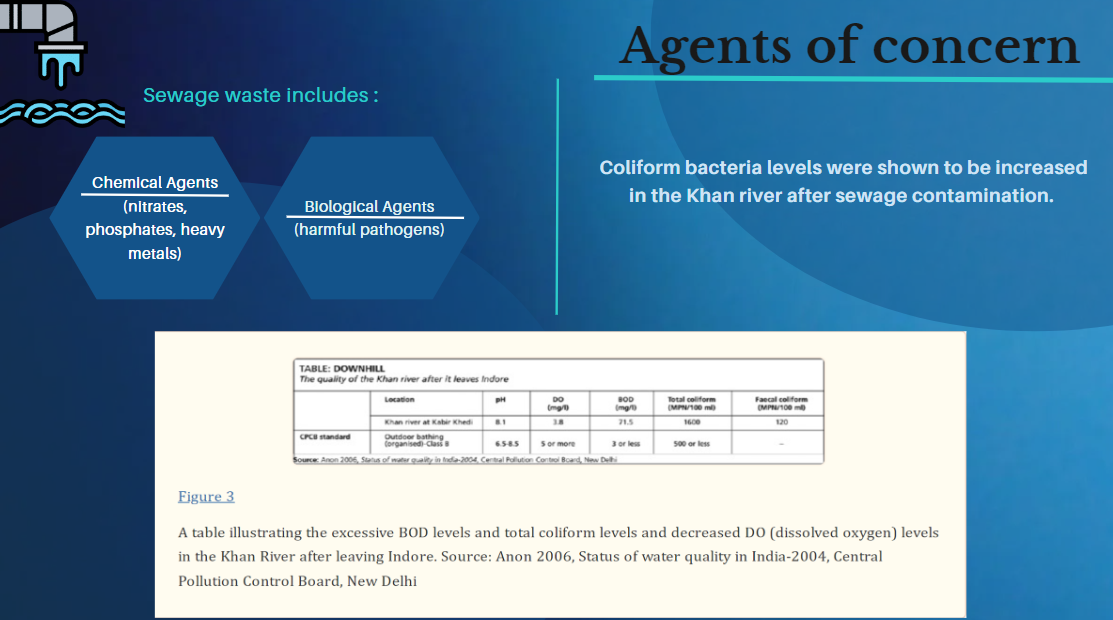 Agents of concern
Sewage waste includes :
Chemical Agents
(nitrates,
phosphates, heavy
metals)
Biological Agents
(harmful pathogens)
Coliform bacteria levels were shown to be increased
in the Khan river after sewage contamination.
TABLE: DOWNHILL
The quality of the Khan river after it leaves Indore
Location pH DO (mg/l) BOD (mg/l) Total coliform (MPN/100 ml) Faecal coliform (MPN/100 ml)
Khan river at Kabir Khedi 8.1 3.8 21.5 1600 120
CPCB standard Outdoor bathing (organised)-Class B 6.5-8.5 5 or more 3 or less 500 or less –
Source: Anon 2006, Status of water quality in India-2004, Central Pollution Control Board, New Delhi
Figure 3
A table illustrating the excessive BOD levels and total coliform levels and decreased DO (dissolved oxygen) levels
in the Khan River after leaving Indore. Source: Anon 2006, Status of water quality in India-2004, Central
Pollution Control Board, New Delhi